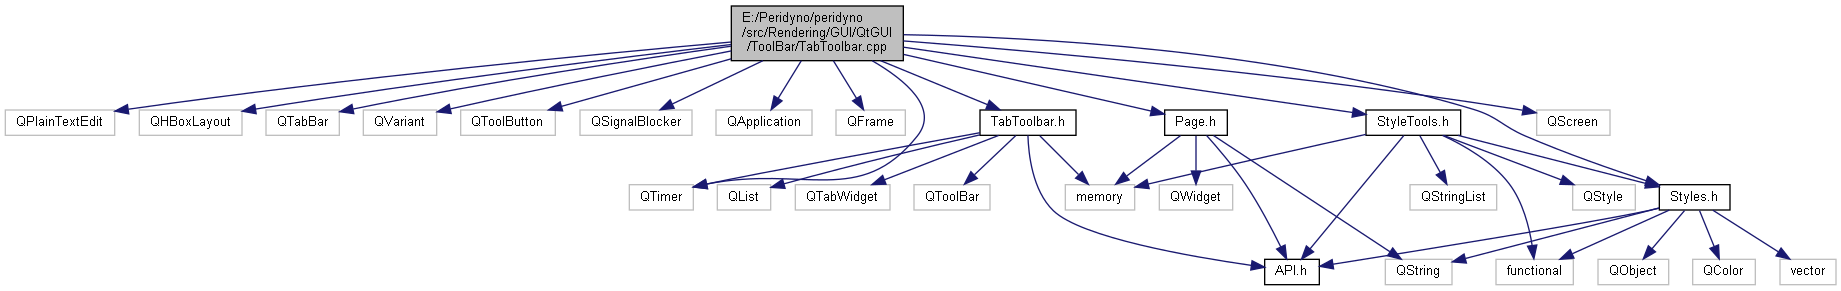 E:/Peridyno/peridyno
/src/Rendering/GUI/QtGUI
/ToolBar/TabToolbar.cpp
QPlainTextEdit
QHBoxLayout
QTabBar
QVariant
QToolButton
QSignalBlocker
QApplication
QFrame
TabToolbar.h
Page.h
StyleTools.h
QScreen
QTimer
QList
QTabWidget
QToolBar
memory
QWidget
QStringList
QStyle
Styles.h
API.h
QString
functional
QObject
QColor
vector